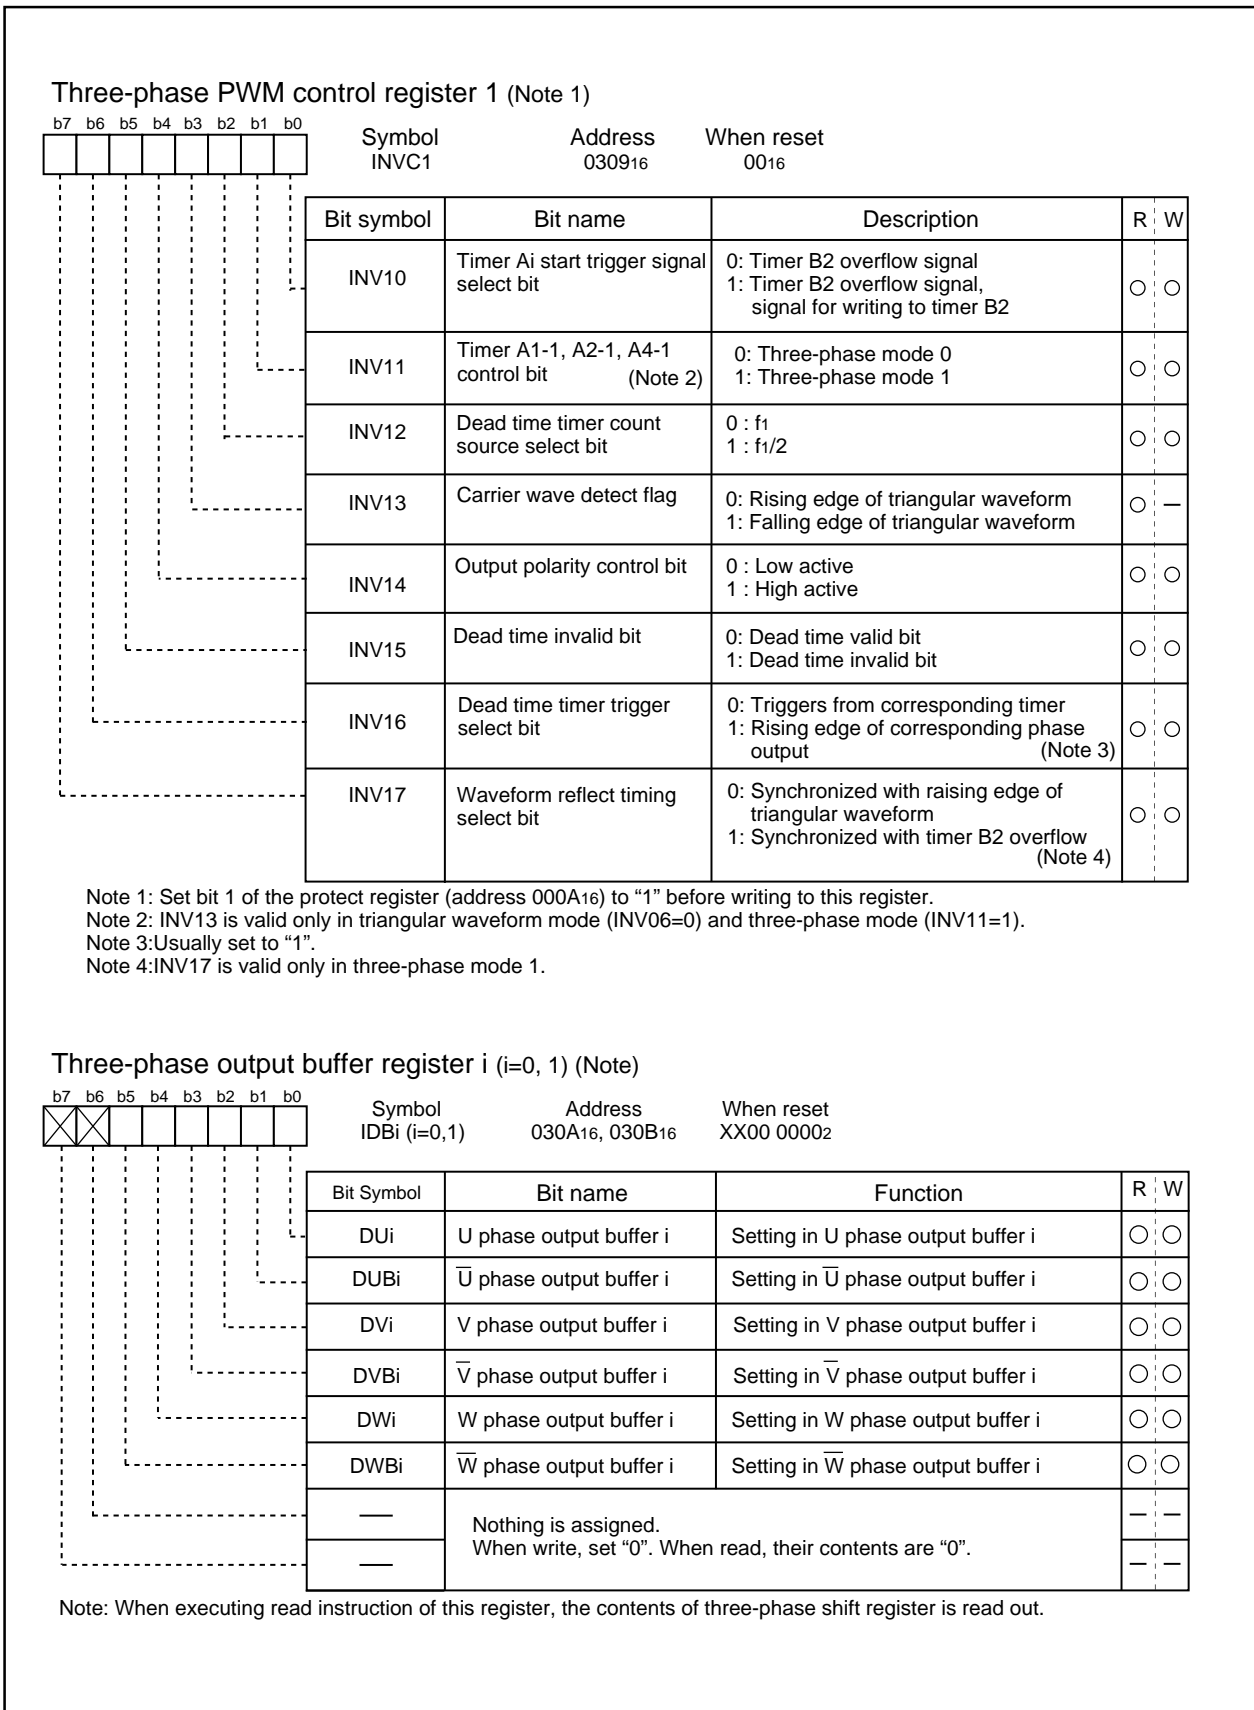 Three-phase PWM control register 1 (Note 1)
b7 b6 b5 b4 b3 b2 b1 b0
Symbol Address When reset
INVC1 030916 0016
Bit symbol Bit name Description R W
INV10 Timer Ai start trigger signal select bit 0: Timer B2 overflow signal
1: Timer B2 overflow signal,
signal for writing to timer B2
INV11 Timer A1-1, A2-1, A4-1 control bit (Note 2) 0: Three-phase mode 0
1: Three-phase mode 1
INV12 Dead time timer count source select bit 0 : f1
1 : f1/2
INV13 Carrier wave detect flag 0: Rising edge of triangular waveform
1: Falling edge of triangular waveform –
INV14 Output polarity control bit 0 : Low active
1 : High active
INV15 Dead time invalid bit 0: Dead time valid bit
1: Dead time invalid bit
INV16 Dead time timer trigger select bit 0: Triggers from corresponding timer
1: Rising edge of corresponding phase
output (Note 3)
INV17 Waveform reflect timing select bit 0: Synchronized with raising edge of
triangular waveform
1: Synchronized with timer B2 overflow
(Note 4)
Note 1: Set bit 1 of the protect register (address 000A16) to “1” before writing to this register.
Note 2: INV13 is valid only in triangular waveform mode (INV06=0) and three-phase mode (INV11=1).
Note 3:Usually set to “1”.
Note 4:INV17 is valid only in three-phase mode 1.
Three-phase output buffer register i (i=0, 1) (Note)
b7 b6 b5 b4 b3 b2 b1 b0
Symbol Address When reset
IDBi (i=0,1) 030A16, 030B16 XX00 00002
Bit Symbol Bit name Function R W
DUi U phase output buffer i Setting in U phase output buffer i
DUBi U̅ phase output buffer i Setting in U̅ phase output buffer i
DVi V phase output buffer i Setting in V phase output buffer i
DVBi V̅ phase output buffer i Setting in V̅ phase output buffer i
DWi W phase output buffer i Setting in W phase output buffer i
DWBi W̅ phase output buffer i Setting in W̅ phase output buffer i
— Nothing is assigned. – –
— When write, set “0”. When read, their contents are “0”. – –
Note: When executing read instruction of this register, the contents of three-phase shift register is read out.